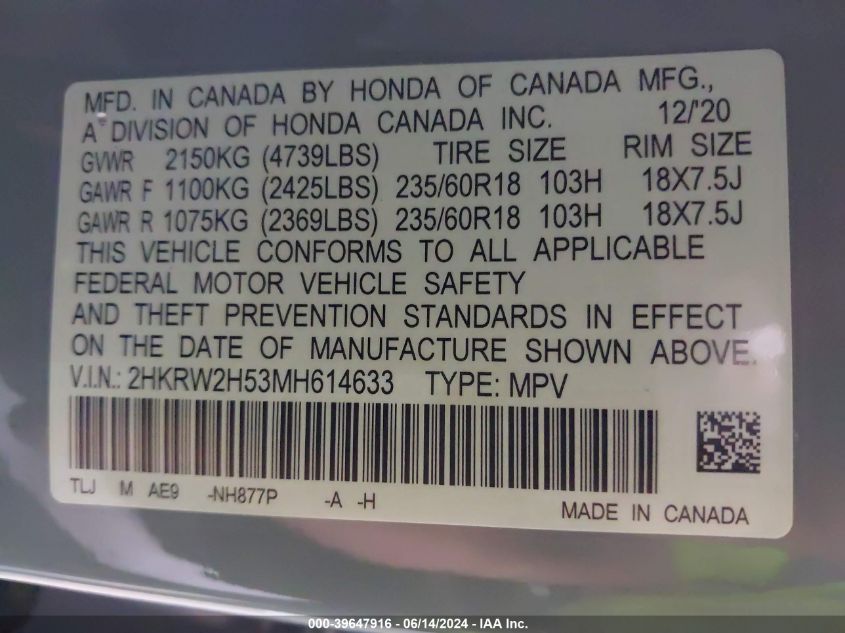 MFD. IN CANADA BY HONDA OF CANADA MFG.,
A DIVISION OF HONDA CANADA INC. 12/'20
GVWR 2150KG (4739LBS) TIRE SIZE RIM SIZE
GAWR F 1100KG (2425LBS) 235/60R18 103H 18X7.5J
GAWR R 1075KG (2369LBS) 235/60R18 103H 18X7.5J
THIS VEHICLE CONFORMS TO ALL APPLICABLE
FEDERAL MOTOR VEHICLE SAFETY
AND THEFT PREVENTION STANDARDS IN EFFECT
ON THE DATE OF MANUFACTURE SHOWN ABOVE.
V.I.N.: 2HKRW2H53MH614633 TYPE: MPV
TLJ M AE9 -NH877P -A -H
MADE IN CANADA
000-39647916 - 06/14/2024 - IAA Inc.